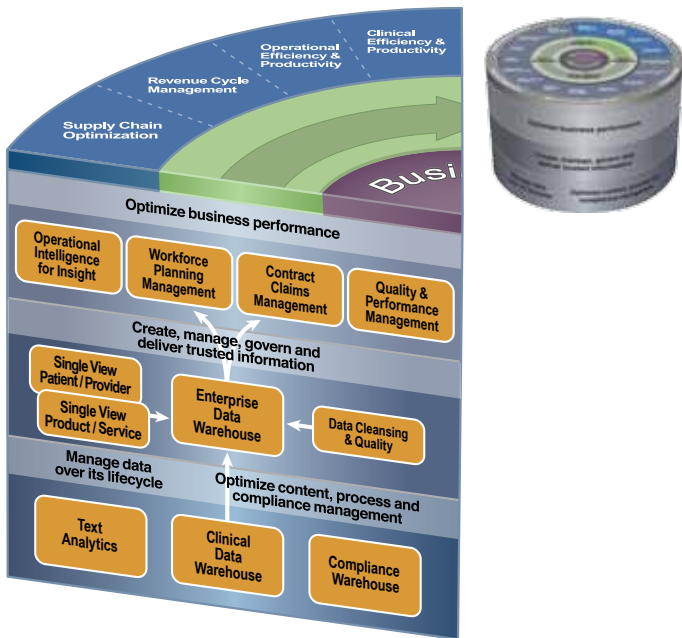 Clinical
Efficiency &
Productivity
Operational
Efficiency &
Productivity
Revenue Cycle
Management
Supply Chain
Optimization
Busi
Optimize business performance
Operational
Intelligence
for Insight
Workforce
Planning
Management
Contract
Claims
Management
Quality &
Performance
Management
Create, manage, govern and
deliver trusted information
Single View
Patient / Provider
Single View
Product / Service
Enterprise
Data
Warehouse
Data Cleansing
& Quality
Manage data
over its lifecycle
Optimize content, process and
compliance management
Text
Analytics
Clinical
Data
Warehouse
Compliance
Warehouse